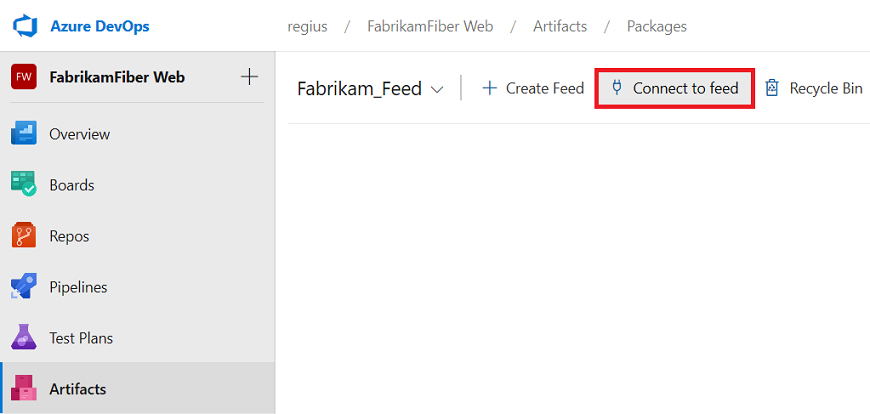 Azure DevOps
regius / FabrikamFiber Web / Artifacts / Packages
FW FabrikamFiber Web
Fabrikam_Feed Create Feed Connect to feed Recycle Bin
Overview
Boards
Repos
Pipelines
Test Plans
Artifacts